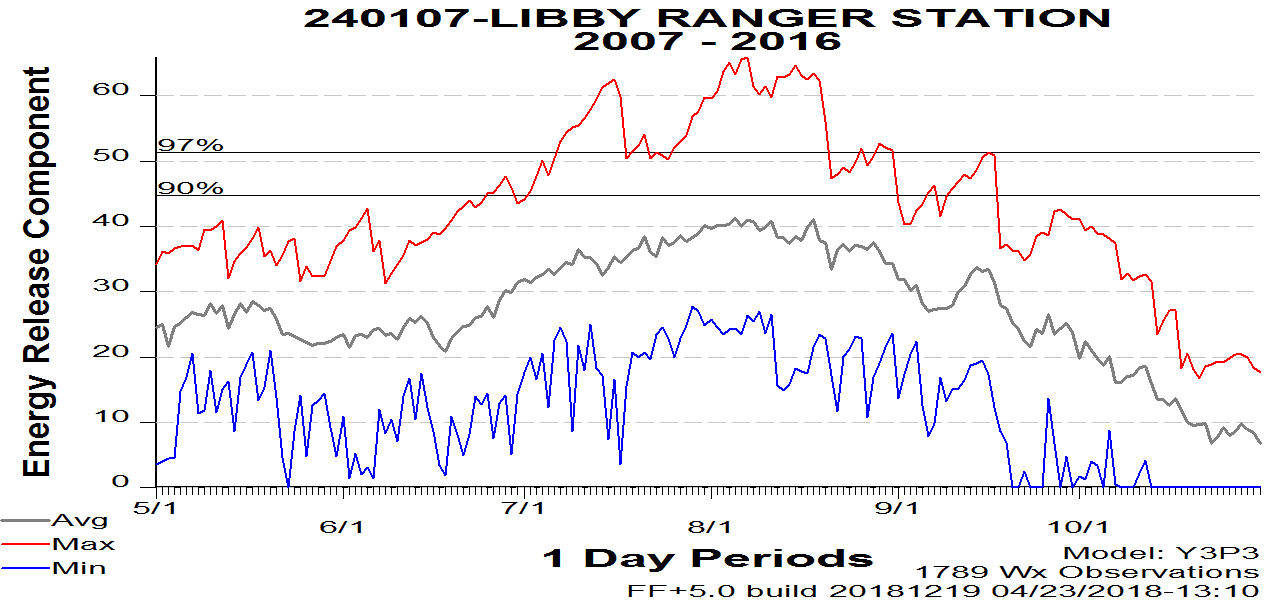 240107-LIBBY RANGER STATION
2007 - 2016
Energy Release Component
60
97%
50
90%
40
30
20
10
0
5/1
6/1
7/1
8/1
9/1
10/1
Avg
Max
Min
1 Day Periods
Model: Y3P3
1789 Wx Observations
FF+5.0 build 20181219 04/23/2018-13:10